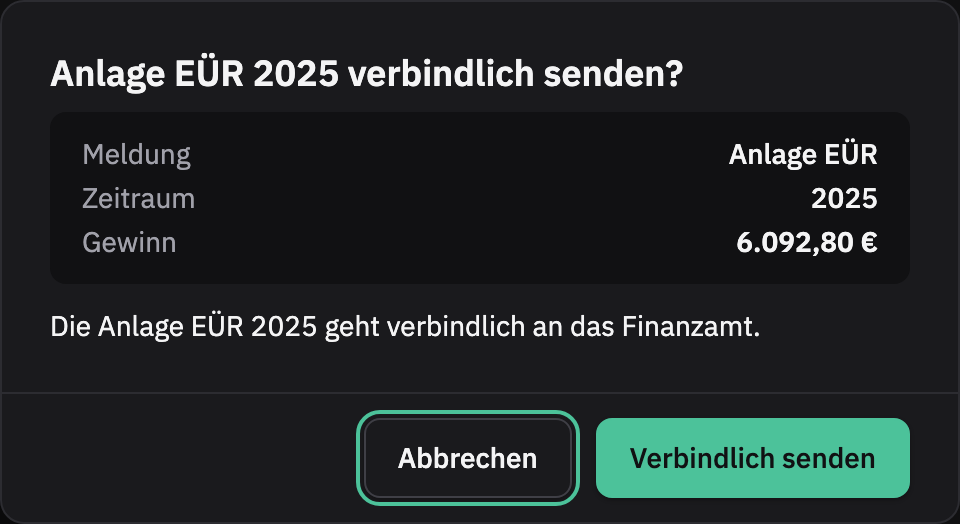 Anlage EÜR 2025 verbindlich senden?
Meldung Anlage EÜR
Zeitraum 2025
Gewinn 6.092,80 €
Die Anlage EÜR 2025 geht verbindlich an das Finanzamt.
Abbrechen Verbindlich senden